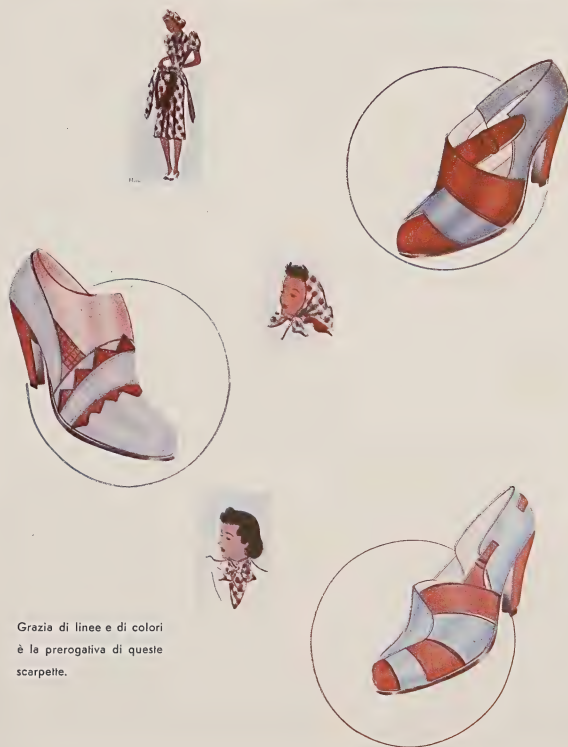 Grazia di linee e di colori
è la prerogativa di queste
scarpette.